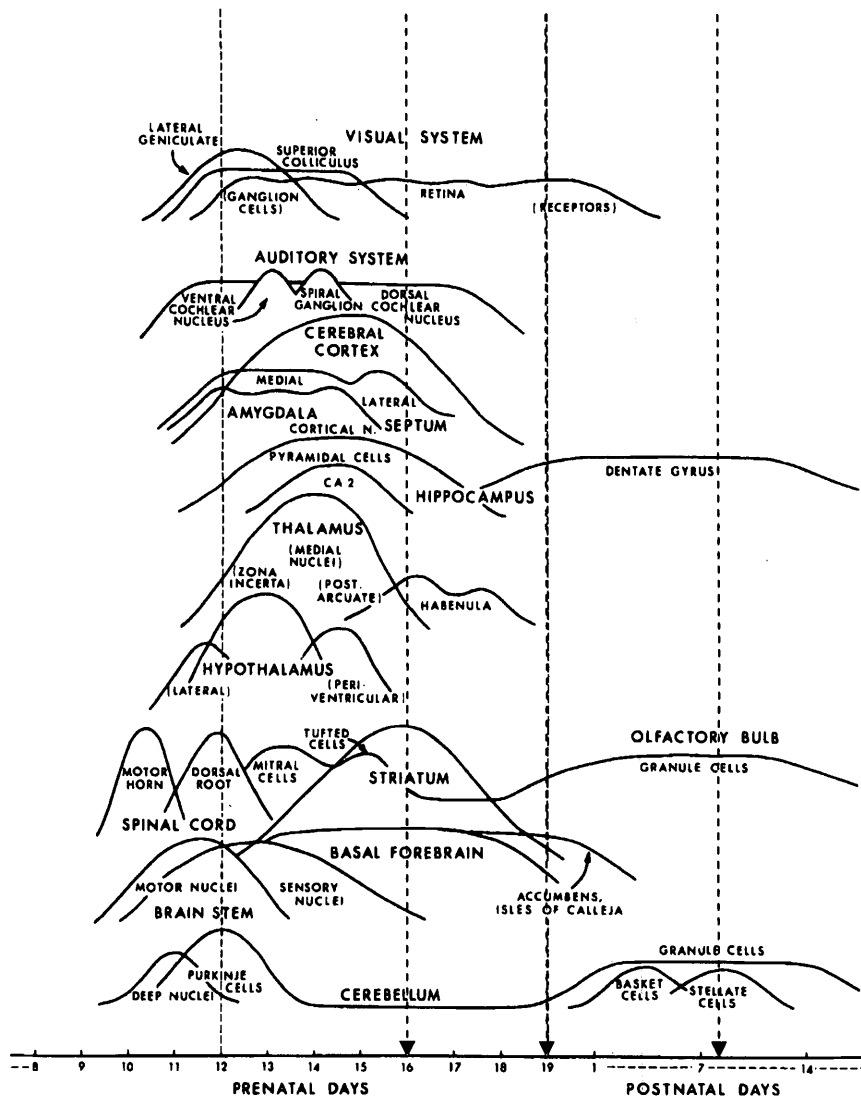 LATERAL
GENICULATE
VISUAL SYSTEM
SUPERIOR
COLLICULUS
(GANGLION
CELLS)
RETINA
(RECEPTORS)
AUDITORY SYSTEM
VENTRAL
COCHLEAR
NUCLEUS
SPIRAL
GANGLION
DORSAL
COCHLEAR
NUCLEUS
CEREBRAL
CORTEX
MEDIAL
LATERAL
AMYGDALA
SEPTUM
CORTICAL N.
PYRAMIDAL CELLS
CA 2
HIPPOCAMPUS
DENTATE GYRUS
THALAMUS
(MEDIAL
NUCLEI)
(ZONA
INCERTA)
(POST.
ARCUATE)
HABENULA
HYPOTHALAMUS
(LATERAL)
(PERI-
VENTRICULAR)
TUFTED
CELLS
OLFACTORY BULB
MOTOR
HORN
DORSAL
ROOT
MITRAL
CELLS
STRIATUM
GRANULE CELLS
SPINAL CORD
BASAL FOREBRAIN
MOTOR NUCLEI
SENSORY
NUCLEI
ACCUMBENS,
ISLES OF CALLEJA
BRAIN STEM
GRANULE CELLS
PURKINJE
CELLS
DEEP NUCLEI
CEREBELLUM
BASKET
CELLS
STELLATE
CELLS
8 10 11 12 13 14 15 16 17 18 19 1 7 14
PRENATAL DAYS
POSTNATAL DAYS